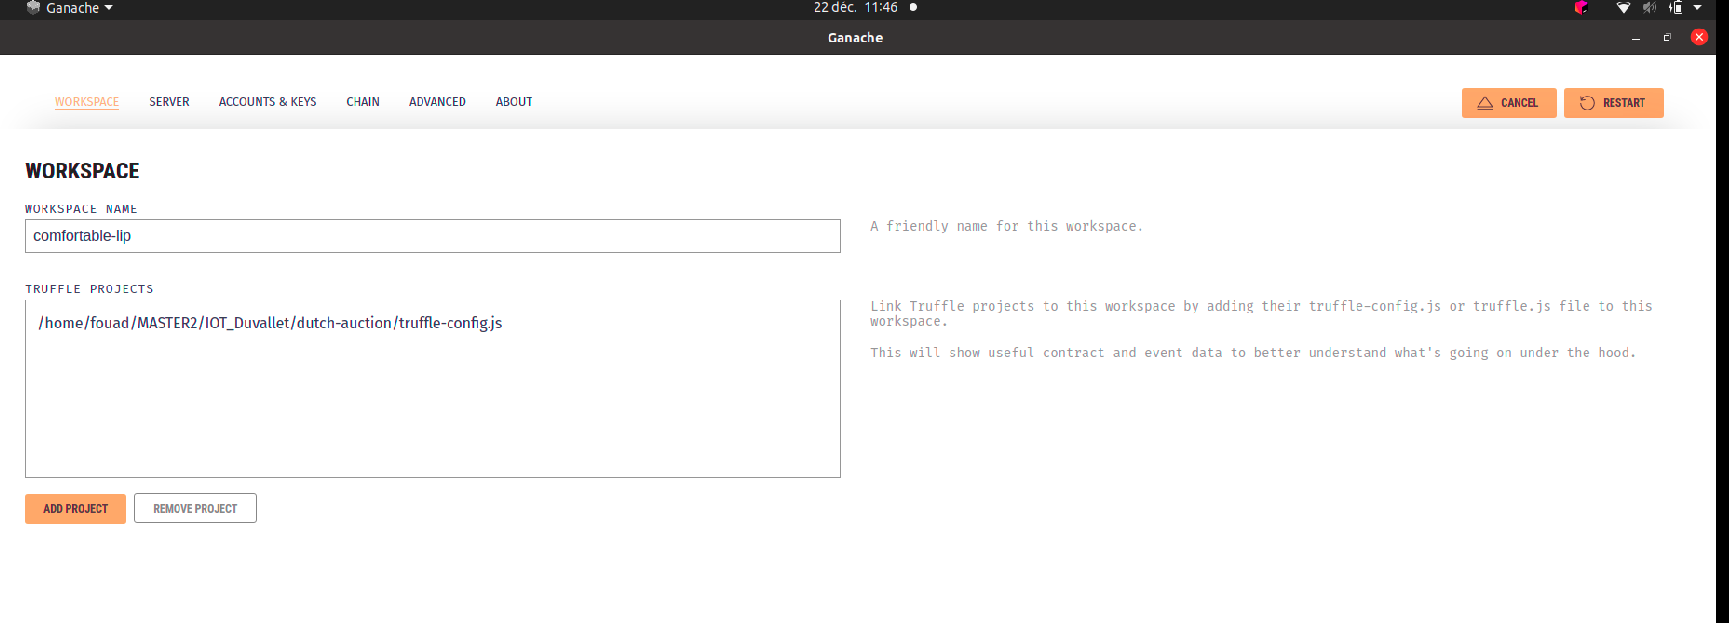 Ganache
22 déc. 11:46
Ganache
WORKSPACE SERVER ACCOUNTS & KEYS CHAIN ADVANCED ABOUT CANCEL RESTART
WORKSPACE
WORKSPACE NAME
comfortable-lip
A friendly name for this workspace.
TRUFFLE PROJECTS
/home/fouad/MASTER2/IOT_Duvallet/dutch-auction/truffle-config.js
Link Truffle projects to this workspace by adding their truffle-config.js or truffle.js file to this
workspace.
This will show useful contract and event data to better understand what's going on under the hood.
ADD PROJECT REMOVE PROJECT